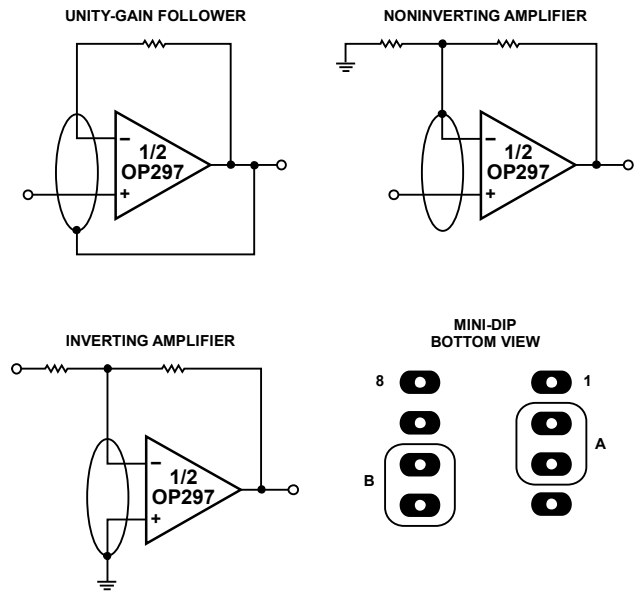 UNITY-GAIN FOLLOWER
−
1/2
OP297
+
NONINVERTING AMPLIFIER
−
1/2
OP297
+
INVERTING AMPLIFIER
−
1/2
OP297
+
MINI-DIP
BOTTOM VIEW
8
1
A
B